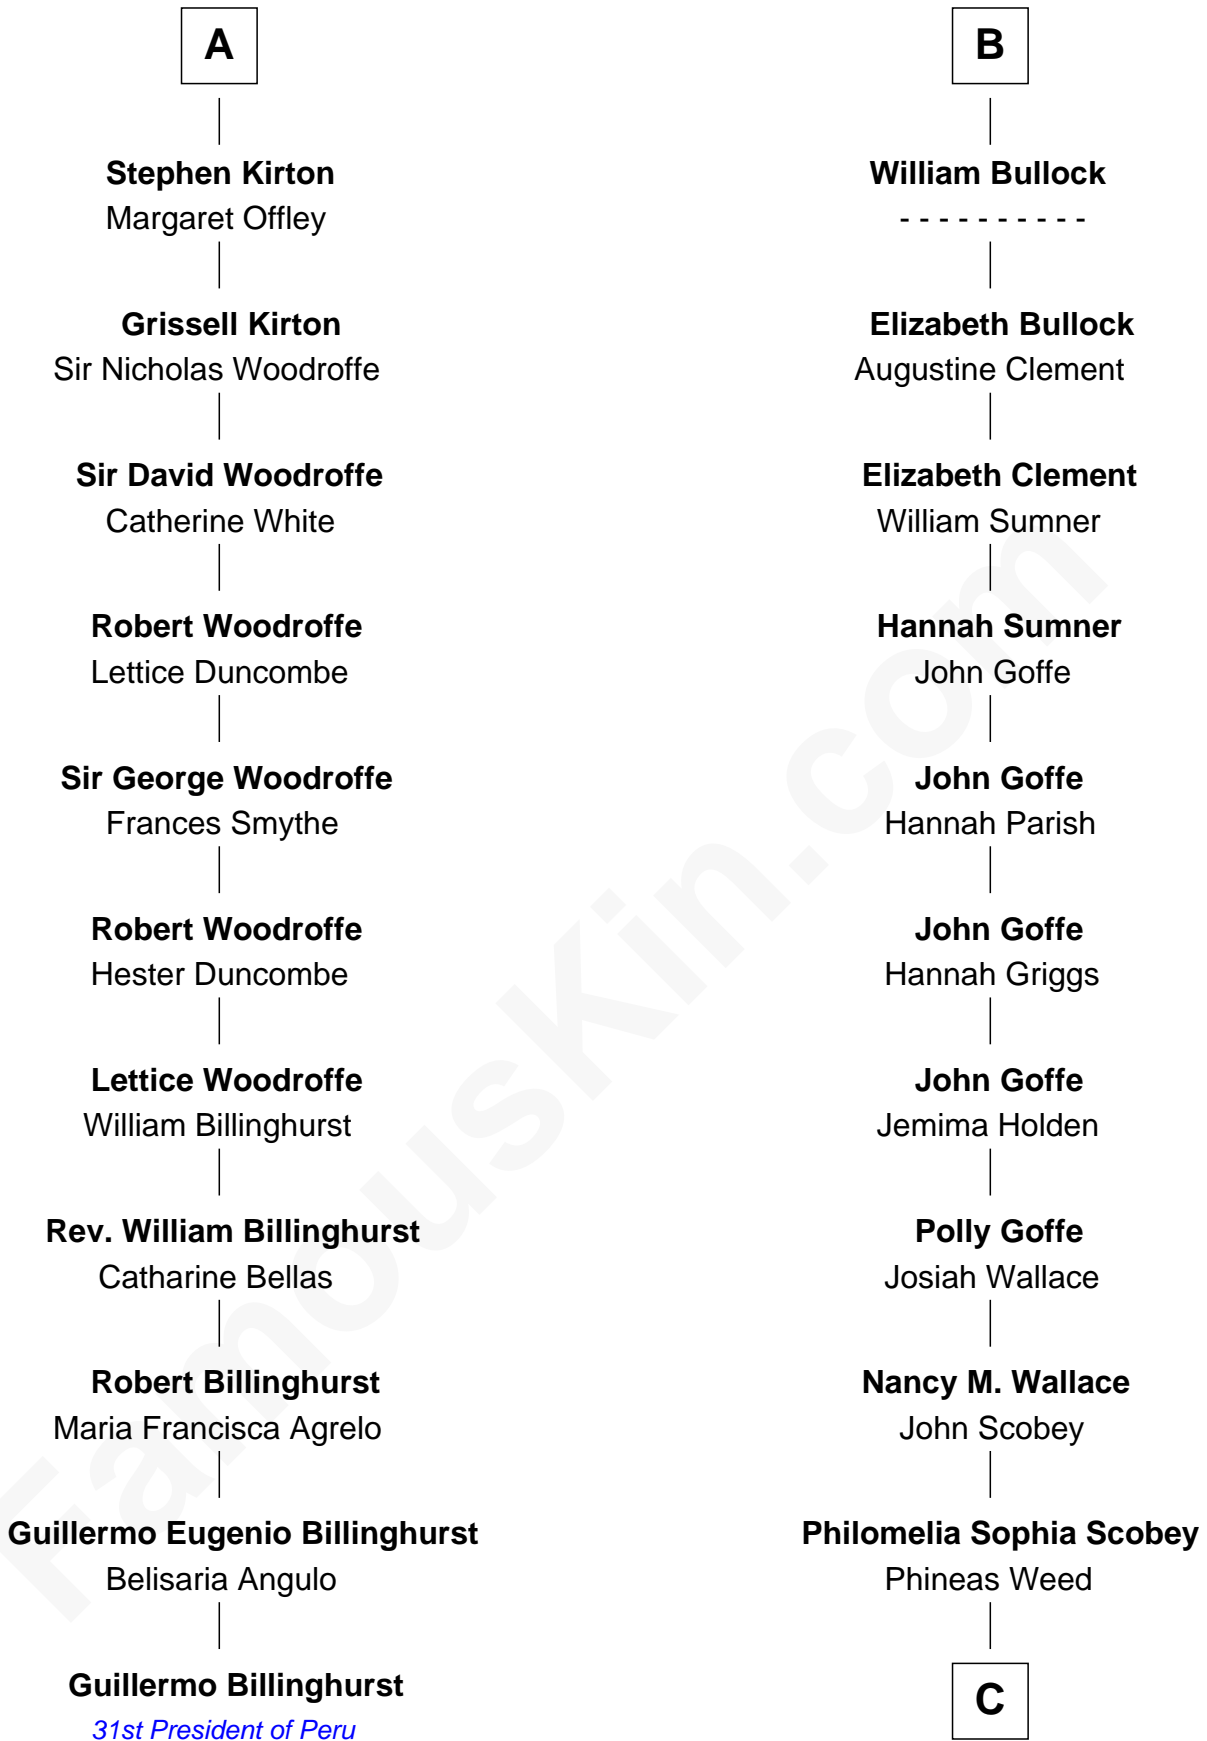 A
Stephen Kirton
Margaret Offley
Grissell Kirton
Sir Nicholas Woodroffe
Sir David Woodroffe
Catherine White
Robert Woodroffe
Lettice Duncombe
Sir George Woodroffe
Frances Smythe
Robert Woodroffe
Hester Duncombe
Lettice Woodroffe
William Billinghurst
Rev. William Billinghurst
Catharine Bellas
Robert Billinghurst
Maria Francisca Agrelo
Guillermo Eugenio Billinghurst
Belisaria Angulo
Guillermo Billinghurst
31st President of Peru
B
William Bullock
- - - - - - - - - -
Elizabeth Bullock
Augustine Clement
Elizabeth Clement
William Sumner
Hannah Sumner
John Goffe
John Goffe
Hannah Parish
John Goffe
Hannah Griggs
John Goffe
Jemima Holden
Polly Goffe
Josiah Wallace
Nancy M. Wallace
John Scobey
Philomelia Sophia Scobey
Phineas Weed
C
FamousKin.com